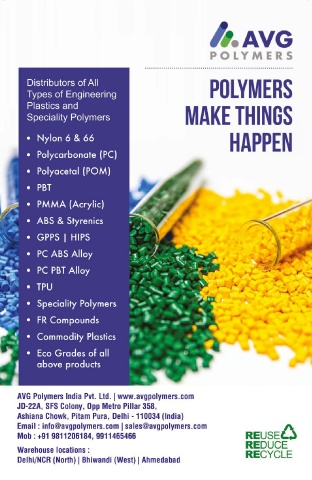 AVG
POLYMERS
POLYMERS
MAKE THINGS
HAPPEN
Distributors of All
Types of Engineering
Plastics and
Speciality Polymers
• Nylon 6 & 66
• Polycarbonate (PC)
• Polyacetal (POM)
• PBT
• PMMA (Acrylic)
• ABS & Styrenics
• GPPS | HIPS
• PC ABS Alloy
• PC PBT Alloy
• TPU
• Speciality Polymers
• FR Compounds
• Commodity Plastics
• Eco Grades of all
above products
AVG Polymers India Pvt. Ltd. | www.avgpolymers.com
JD-22A, SFS Colony, Opp Metro Pillar 358,
Ashiana Chowk, Pitam Pura, Delhi - 110034 (India)
Email : info@avgpolymers.com | sales@avgpolymers.com
Mob : +91 9811206184, 9911465466
Warehouse locations :
Delhi/NCR (North) | Bhiwandi (West) | Ahmedabad
REUSE
REDUCE
RECYCLE